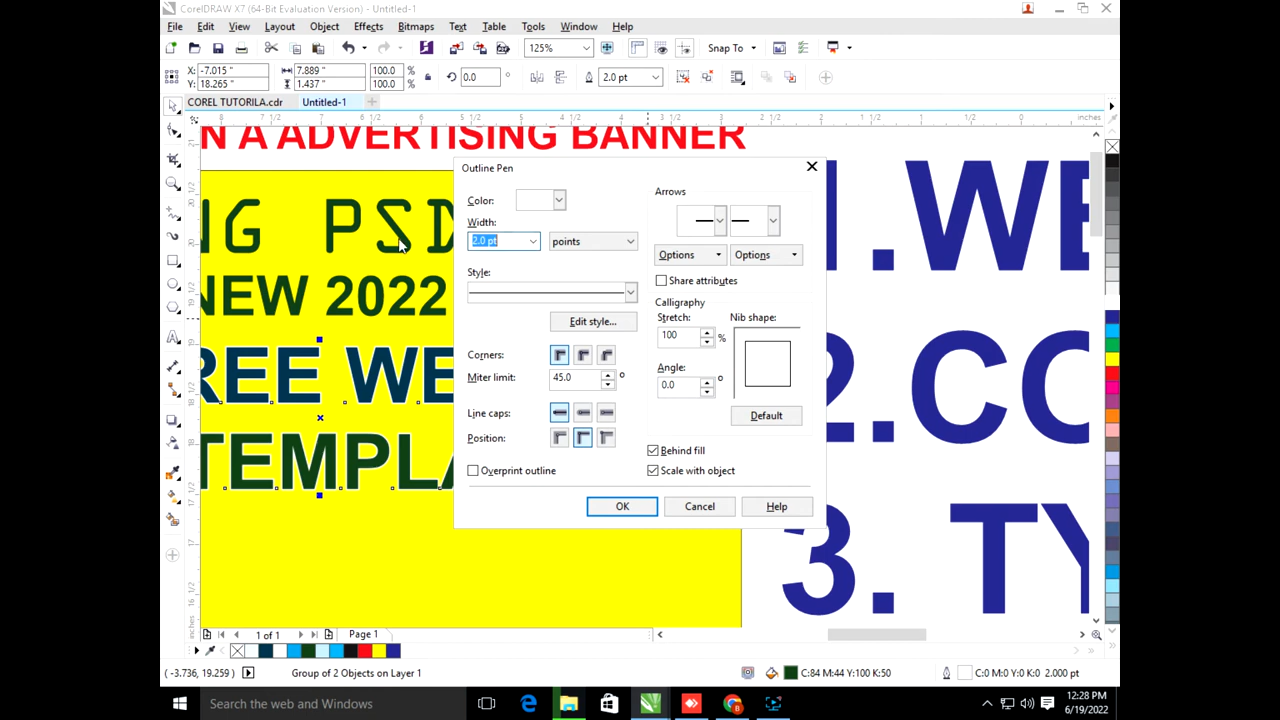 CorelDRAW X7 (64-Bit Evaluation Version) - Untitled-1
File Edit View Layout Object Effects Bitmaps Text Table Tools Window Help
125% Snap To
X: -7.015 " 7.889 " 100.0 % 0.0 ° 2.0 pt
Y: 18.265 " 1.437 " 100.0 %
COREL TUTORILA.cdr Untitled-1
inches
N A ADVERTISING BANNER
NG PSD
NEW 2022
REE WE
TEMPLA
1.WE
2.CO
3. TY
Outline Pen
Color:
Width:
2.0 pt points
Style:
Edit style...
Corners:
Miter limit: 45.0 °
Line caps:
Position:
Overprint outline
Arrows
Options Options
Share attributes
Calligraphy
Stretch: Nib shape:
100 %
Angle:
0.0 °
Default
Behind fill
Scale with object
OK Cancel Help
1 of 1 Page 1
( -3.736, 19.259 ) Group of 2 Objects on Layer 1 C:84 M:44 Y:100 K:50 C:0 M:0 Y:0 K:0 2.000 pt
Search the web and Windows
12:28 PM
6/19/2022